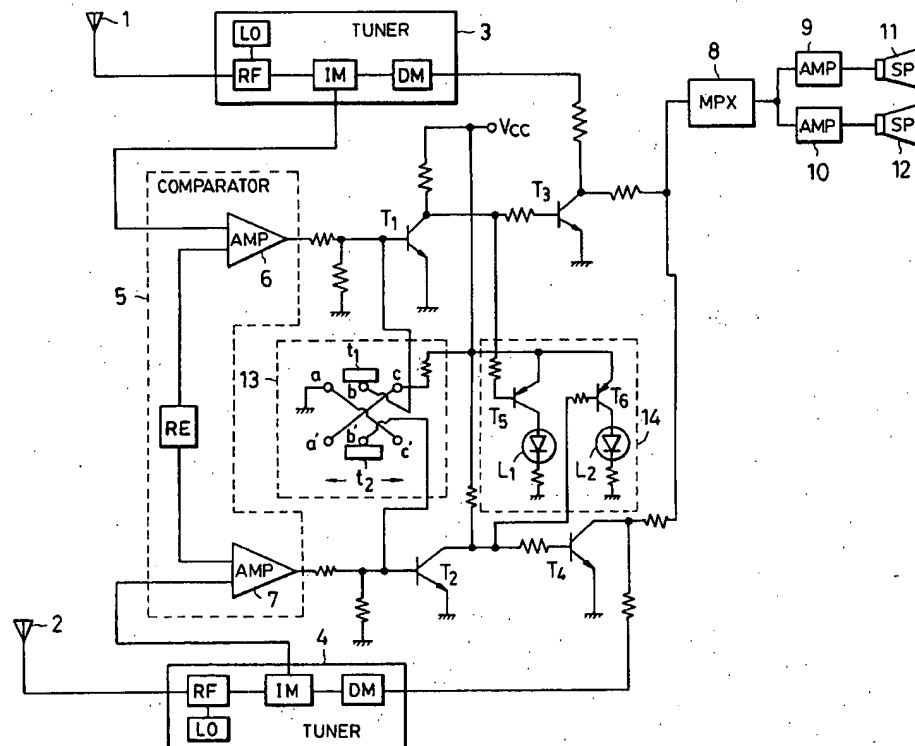 1
LO
TUNER
3
RF
IM
DM
9
11
AMP
SP
8
MPX
AMP
SP
10
12
VCC
COMPARATOR
T1
T3
AMP
6
5
13
t1
a
b
c
T5
T6
14
RE
a'
b'
c'
L1
L2
t2
AMP
7
T2
T4
2
4
RF
IM
DM
LO
TUNER